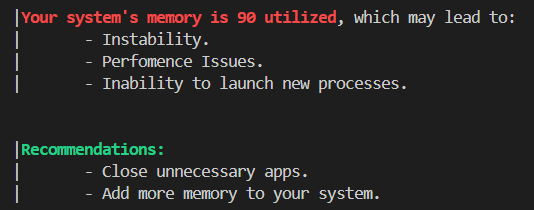 |Your system's memory is 90 utilized, which may lead to:
|	- Instability.
|	- Perfomence Issues.
|	- Inability to launch new processes.
|Recommendations:
|	- Close unnecessary apps.
|	- Add more memory to your system.